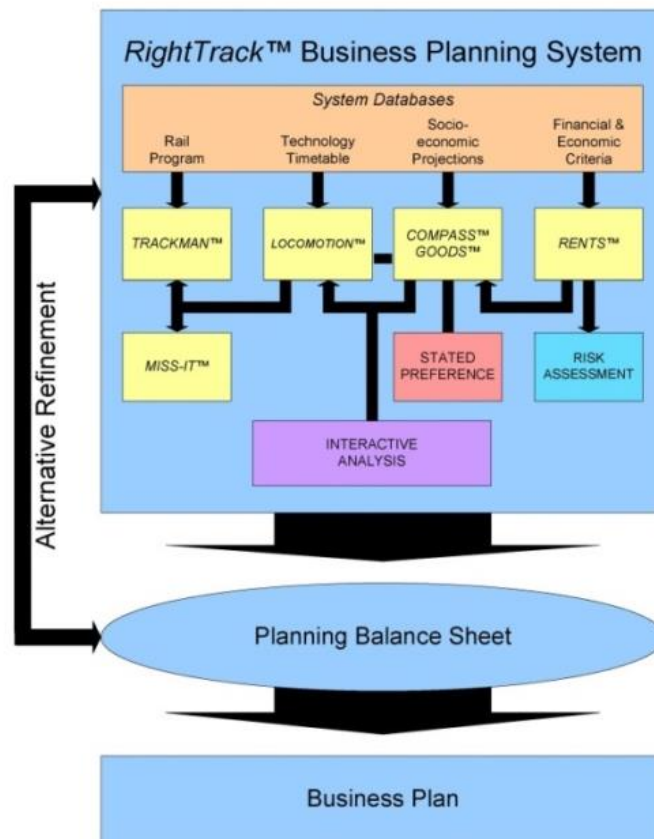 RightTrack™ Business Planning System
System Databases
Rail
Program
Technology
Timetable
Socio-
economic
Projections
Financial &
Economic
Criteria
TRACKMAN™
LOCOMOTION™
COMPASS™
GOODS™
RENTS™
MISS-IT™
STATED
PREFERENCE
RISK
ASSESSMENT
INTERACTIVE
ANALYSIS
Alternative Refinement
Planning Balance Sheet
Business Plan